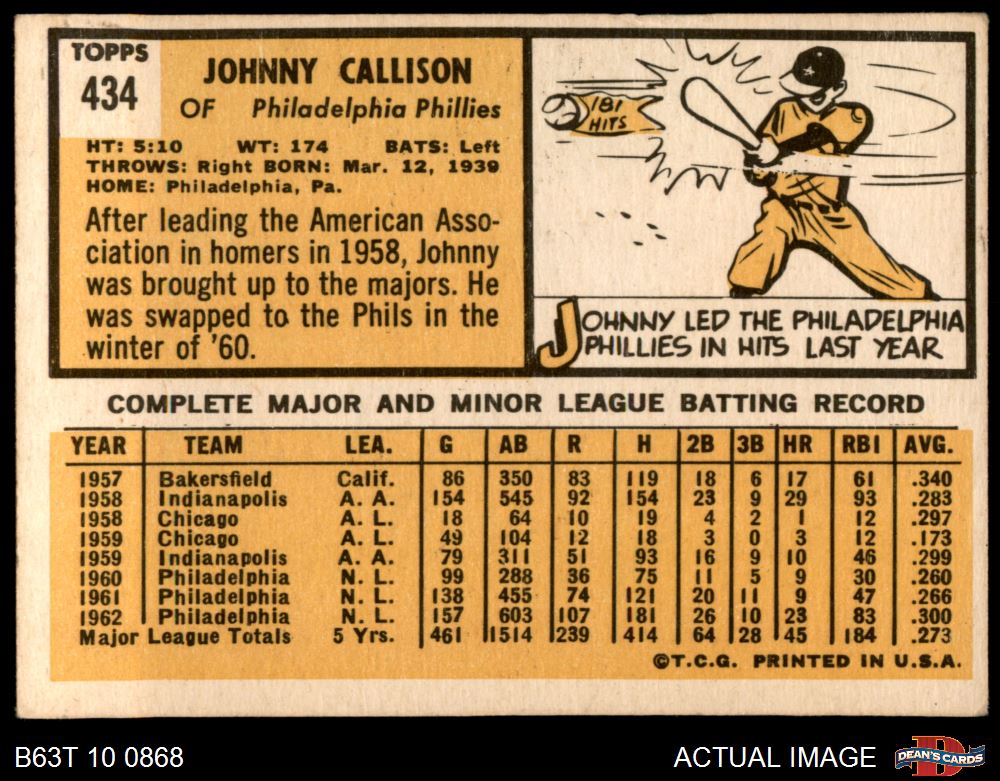 TOPPS
434
JOHNNY CALLISON
OF Philadelphia Phillies
HT: 5:10 WT: 174 BATS: Left
THROWS: Right BORN: Mar. 12, 1939
HOME: Philadelphia, Pa.
After leading the American Asso-
ciation in homers in 1958, Johnny
was brought up to the majors. He
was swapped to the Phils in the
winter of '60.
181
HITS
JOHNNY LED THE PHILADELPHIA
PHILLIES IN HITS LAST YEAR
COMPLETE MAJOR AND MINOR LEAGUE BATTING RECORD
YEAR TEAM LEA. G AB R H 2B 3B HR RBI AVG.
1957 Bakersfield Calif. 86 350 83 119 18 6 17 61 .340
1958 Indianapolis A. A. 154 545 92 154 23 9 29 93 .283
1958 Chicago A. L. 18 64 10 19 4 2 1 12 .297
1959 Chicago A. L. 49 104 12 18 3 0 3 12 .173
1959 Indianapolis A. A. 79 311 51 93 16 9 10 46 .299
1960 Philadelphia N. L. 99 288 36 75 11 5 9 30 .260
1961 Philadelphia N. L. 138 455 74 121 20 11 9 47 .266
1962 Philadelphia N. L. 157 603 107 181 26 10 23 83 .300
Major League Totals 5 Yrs. 461 1514 239 414 64 28 45 184 .273
©T.C.G. PRINTED IN U.S.A.
B63T 10 0868
ACTUAL IMAGE
D
DEAN'S CARDS